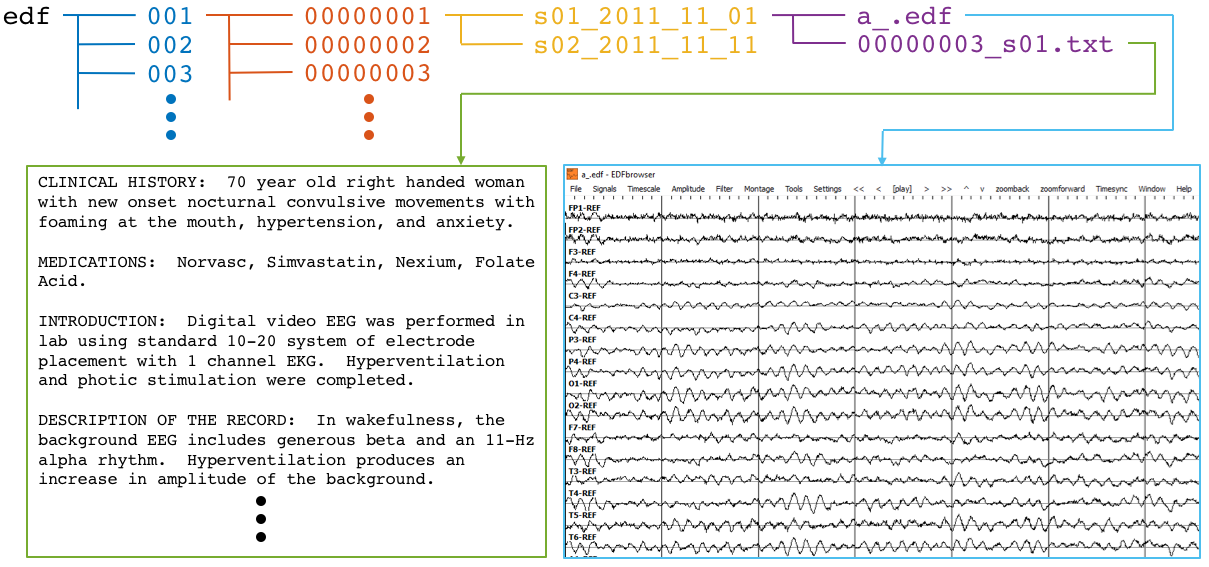 edf 001 00000001 s01_2011_11_01 a_.edf
002 00000002 s02_2011_11_11 00000003_s01.txt
003 00000003
CLINICAL HISTORY:  70 year old right handed woman
with new onset nocturnal convulsive movements with
foaming at the mouth, hypertension, and anxiety.
MEDICATIONS:  Norvasc, Simvastatin, Nexium, Folate
Acid.
INTRODUCTION:  Digital video EEG was performed in
lab using standard 10-20 system of electrode
placement with 1 channel EKG.  Hyperventilation
and photic stimulation were completed.
DESCRIPTION OF THE RECORD:  In wakefulness, the
background EEG includes generous beta and an 11-Hz
alpha rhythm.  Hyperventilation produces an
increase in amplitude of the background.
a_.edf - EDFbrowser
File Signals Timescale Amplitude Filter Montage Tools Settings << < [play] > >> ^ v zoomback zoomforward Timesync Window Help
FP1-REF
FP2-REF
F3-REF
F4-REF
C3-REF
C4-REF
P3-REF
P4-REF
O1-REF
O2-REF
F7-REF
F8-REF
T3-REF
T4-REF
T5-REF
T6-REF